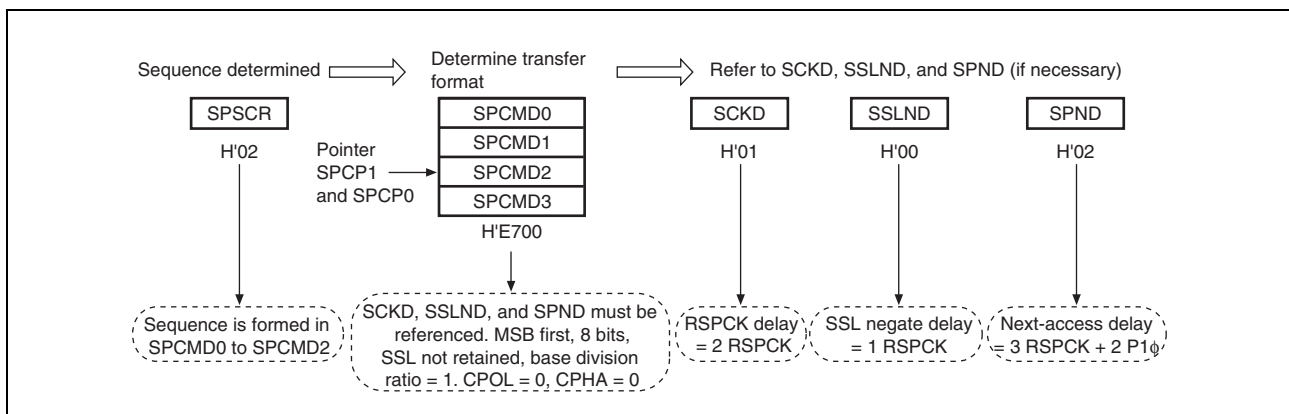 Sequence determined
Determine transfer
format
Refer to SCKD, SSLND, and SPND (if necessary)
SPSCR
H'02
Pointer
SPCP1
and SPCP0
SPCMD0
SPCMD1
SPCMD2
SPCMD3
H'E700
SCKD
H'01
SSLND
H'00
SPND
H'02
Sequence is formed in
SPCMD0 to SPCMD2
SCKD, SSLND, and SPND must be
referenced. MSB first, 8 bits,
SSL not retained, base division
ratio = 1. CPOL = 0, CPHA = 0
RSPCK delay
= 2 RSPCK
SSL negate delay
= 1 RSPCK
Next-access delay
= 3 RSPCK + 2 P1ϕ